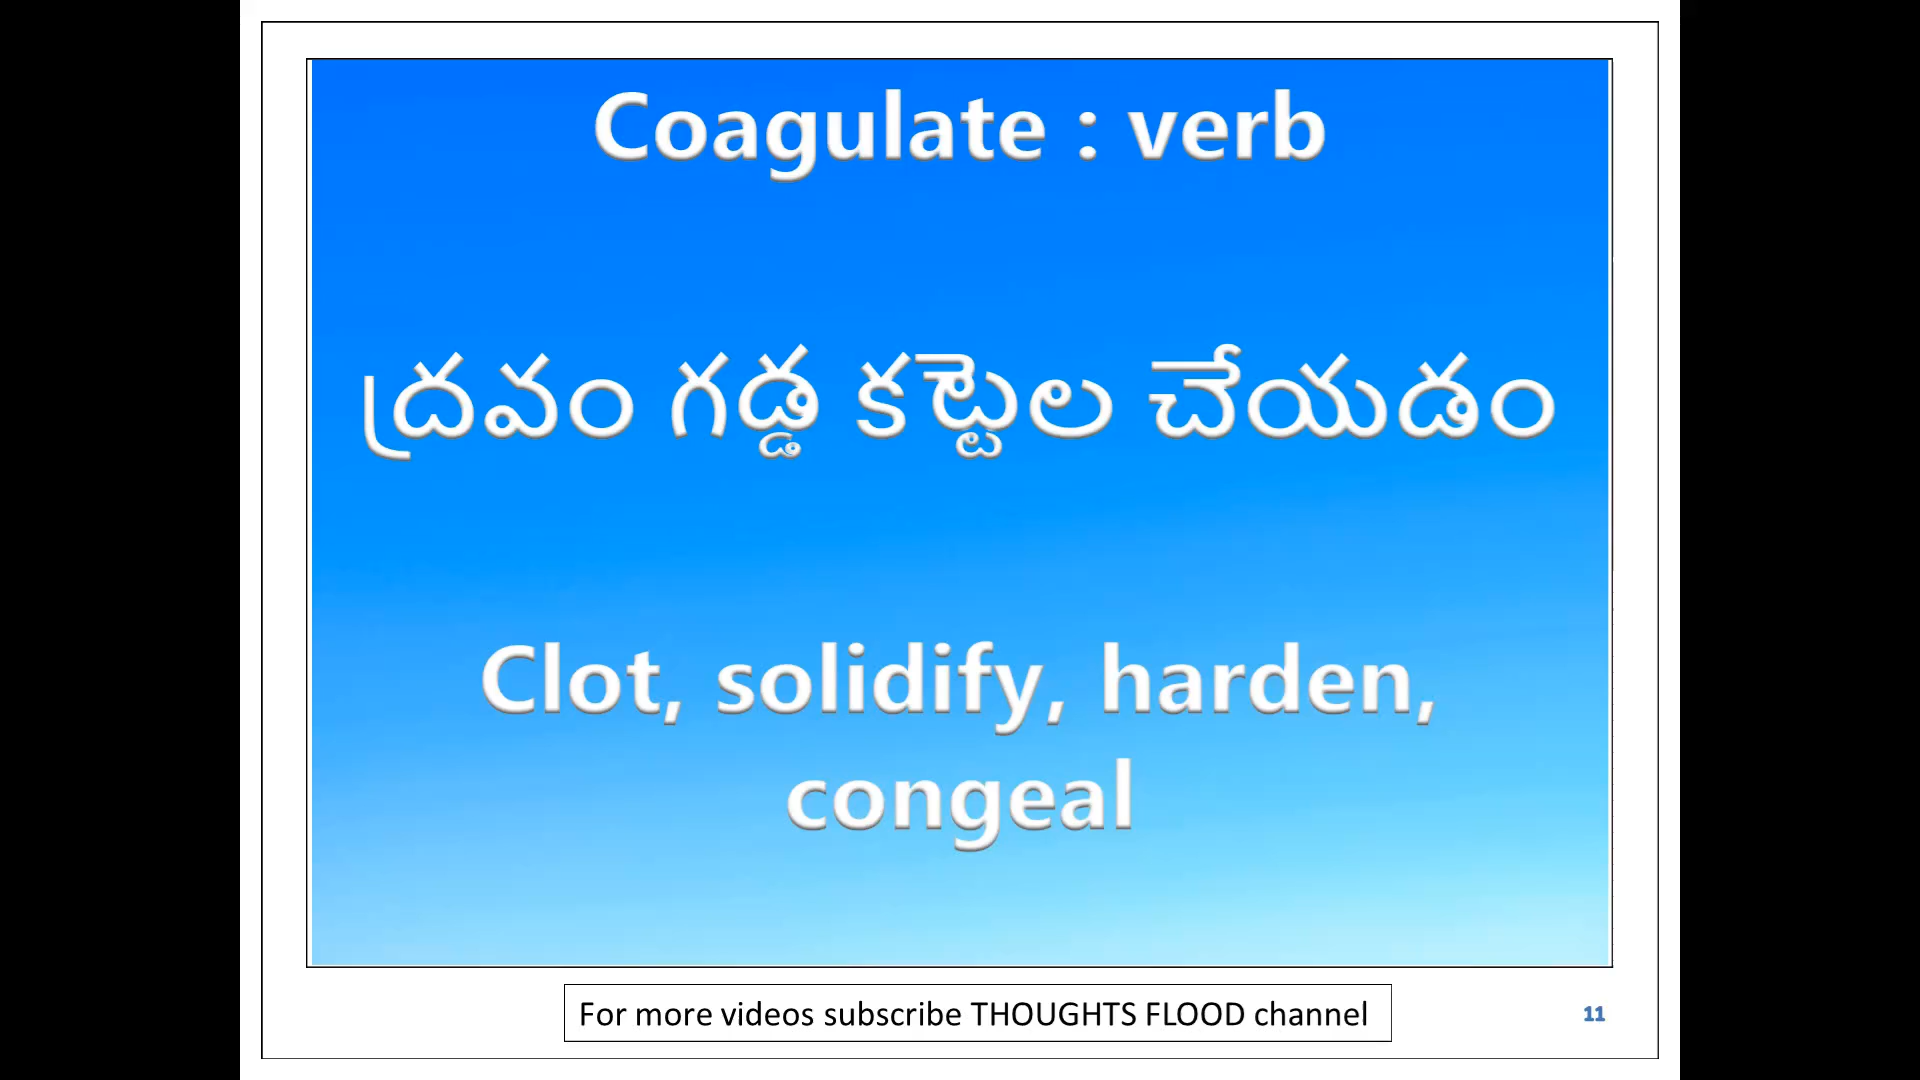 Coagulate : verb
ద్రవం గడ్డ కట్టెల చేయడం
Clot, solidify, harden,
congeal
For more videos subscribe THOUGHTS FLOOD channel
11